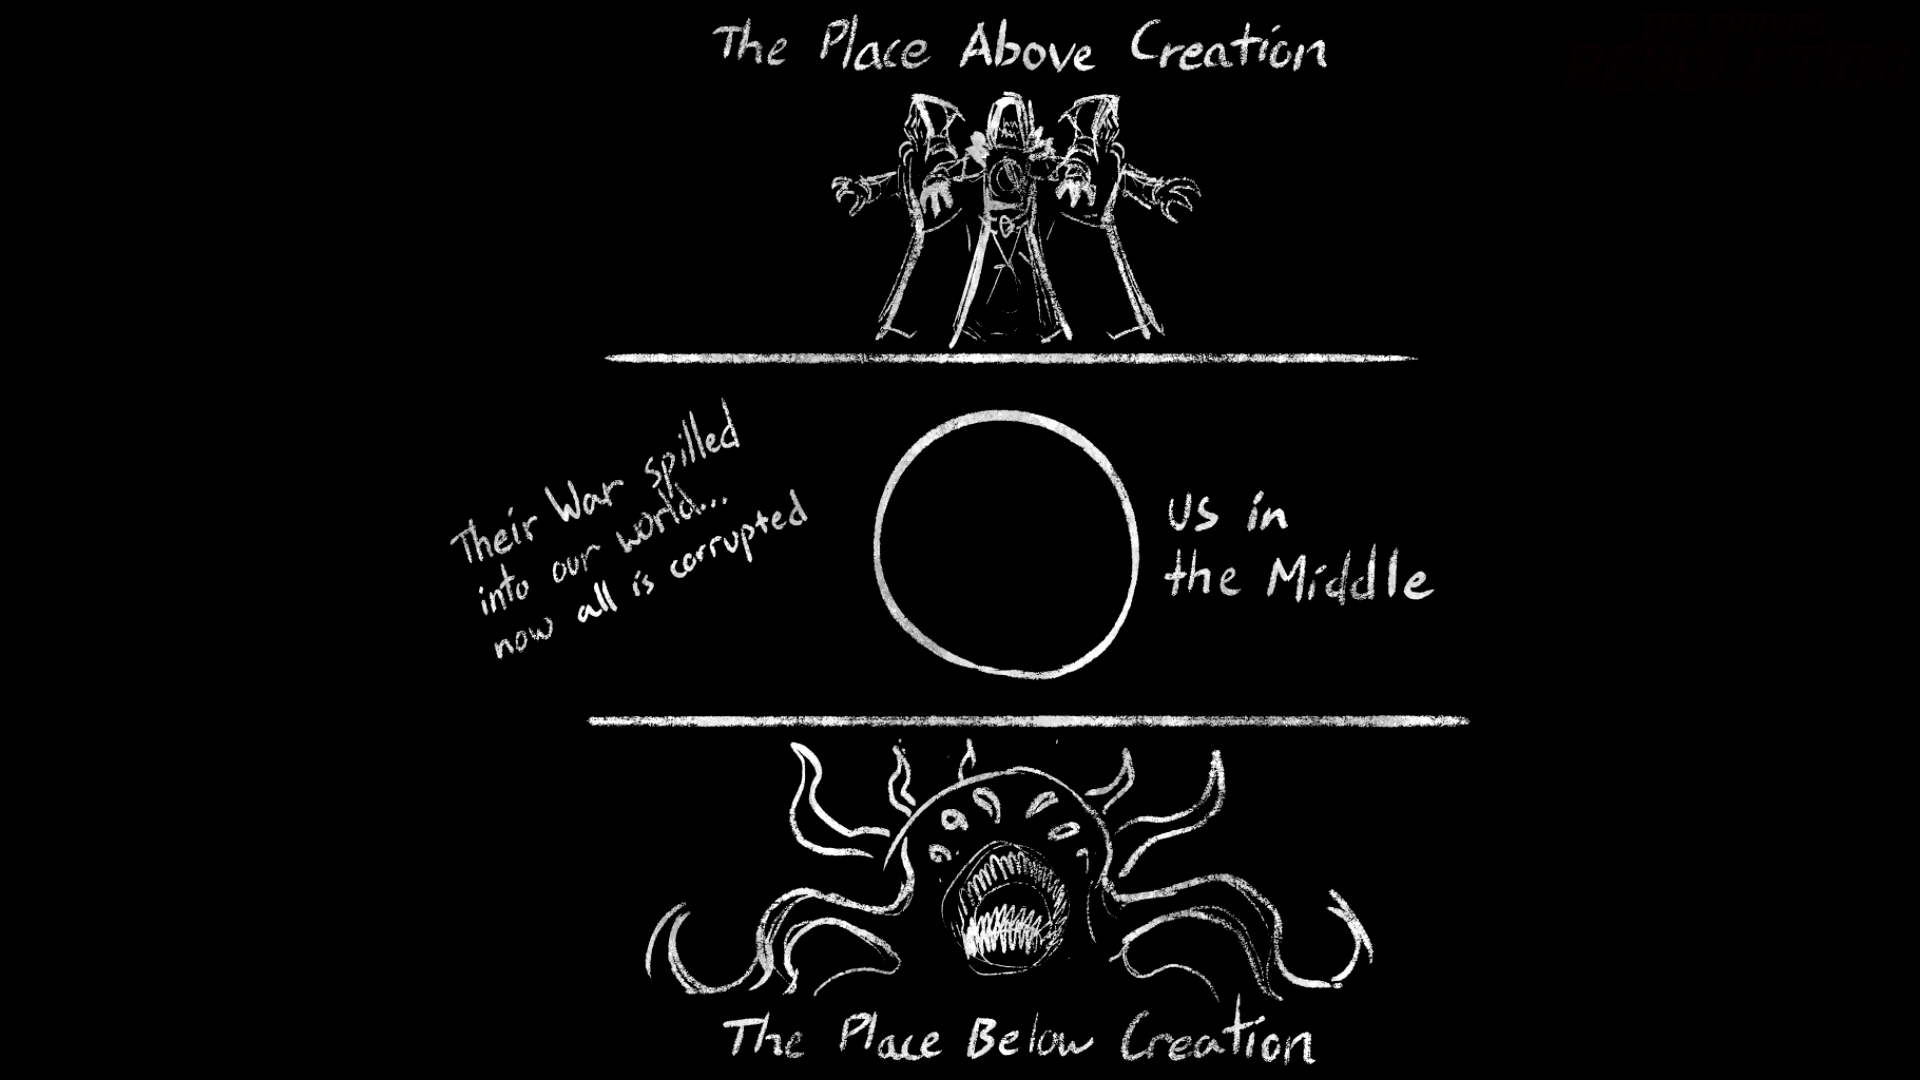 The Place Above Creation
Their War spilled
into our world...
now all is corrupted
US in
the Middle
The Place Below Creation